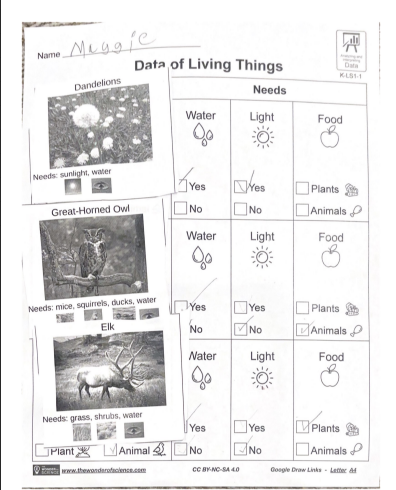 Name Maggie
Analyzing and Interpreting Data
K-LS1-1
Data of Living Things
Needs
Dandelions
Needs: sunlight, water
Water Light Food
Yes Yes Plants
No No Animals
Great-Horned Owl
Needs: mice, squirrels, ducks, water
Water Light Food
Yes Yes Plants
No No Animals
Elk
Needs: grass, shrubs, water
Water Light Food
Yes Yes Plants
Plant Animal No No Animals
www.thewonderofscience.com CC BY-NC-SA 4.0 Google Draw Links - Letter A4